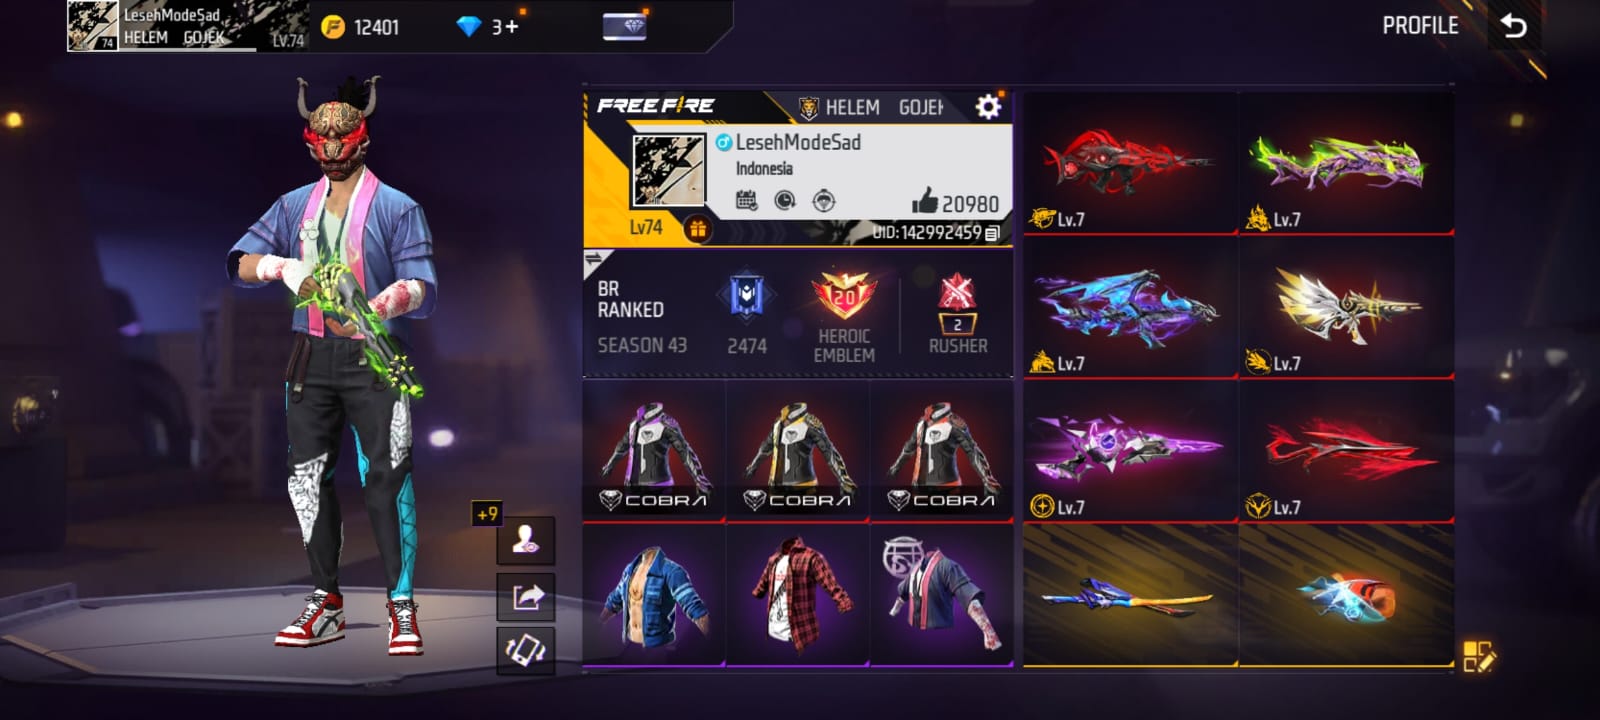 LesehModeSad
HELEM GOJEK
74
LV.74
12401
3+
PROFILE
FREE FIRE
HELEM GOJEK
LesehModeSad
Indonesia
20980
Lv74
UID:142992459
BR
RANKED
SEASON 43
2474
20
HEROIC
EMBLEM
2
RUSHER
COBRA
COBRA
COBRA
+9
Lv.7
Lv.7
Lv.7
Lv.7
Lv.7
Lv.7